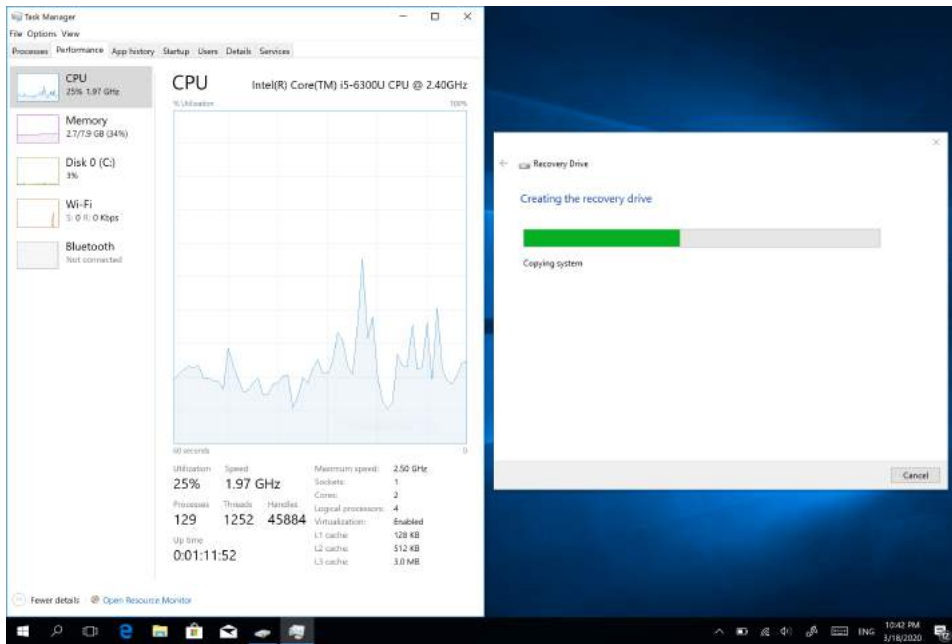 Task Manager
File Options View
Processes Performance App history Startup Users Details Services
CPU
25% 1.97 GHz
Memory
2.7/7.9 GB (34%)
Disk 0 (C:)
3%
Wi-Fi
S: 0 R: 0 Kbps
Bluetooth
Not connected
CPU Intel(R) Core(TM) i5-6300U CPU @ 2.40GHz
% Utilization 100%
60 seconds 0
Utilization Speed
25% 1.97 GHz
Processes Threads Handles
129 1252 45884
Up time
0:01:11:52
Maximum speed: 2.50 GHz
Sockets: 1
Cores: 2
Logical processors: 4
Virtualization: Enabled
L1 cache: 128 KB
L2 cache: 512 KB
L3 cache: 3.0 MB
Fewer details Open Resource Monitor
Recovery Drive
Creating the recovery drive
Copying system
Cancel
ENG
10:42 PM
3/18/2020